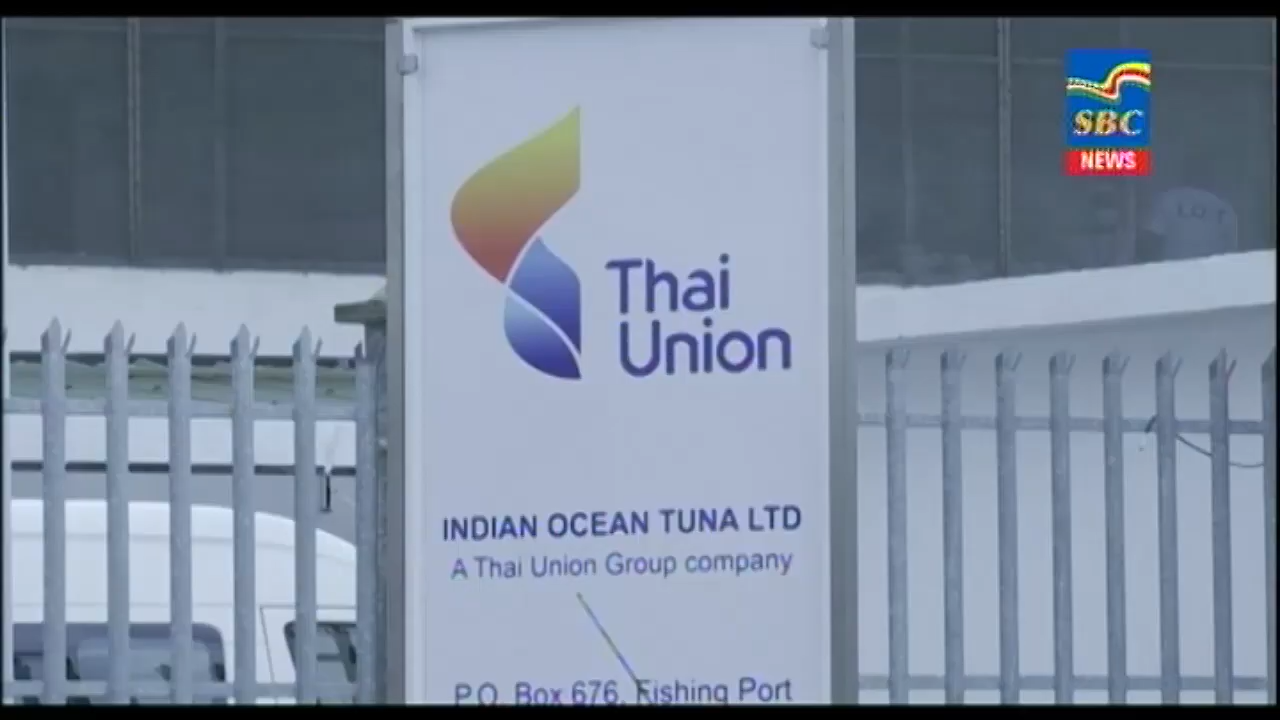 SBC
NEWS
Thai
Union
INDIAN OCEAN TUNA LTD
A Thai Union Group company
P.O. Box 676, Fishing Port